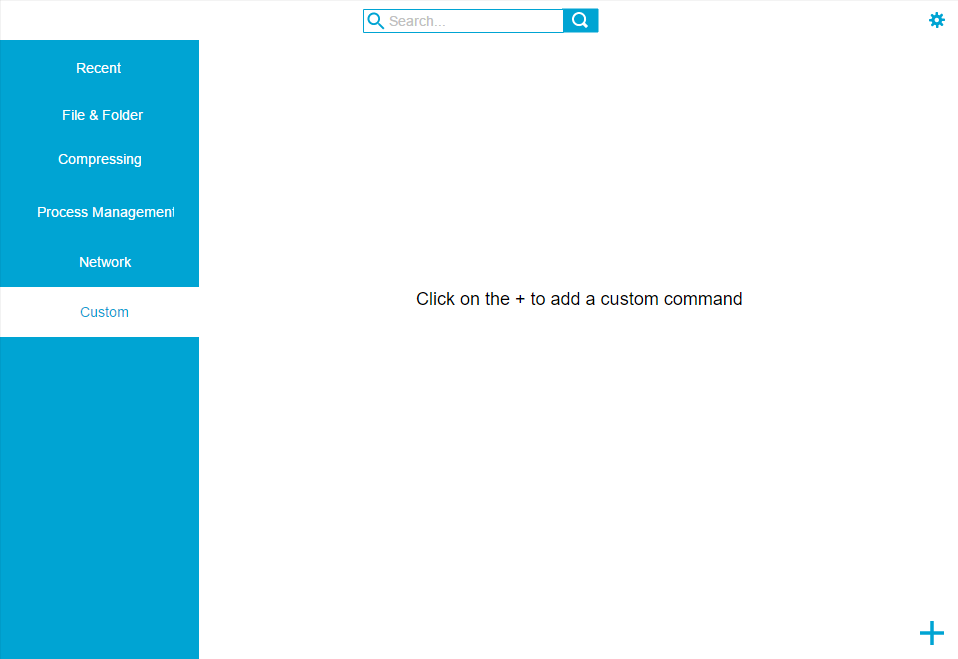 Search...
Recent
File & Folder
Compressing
Process Management
Network
Custom
Click on the + to add a custom command